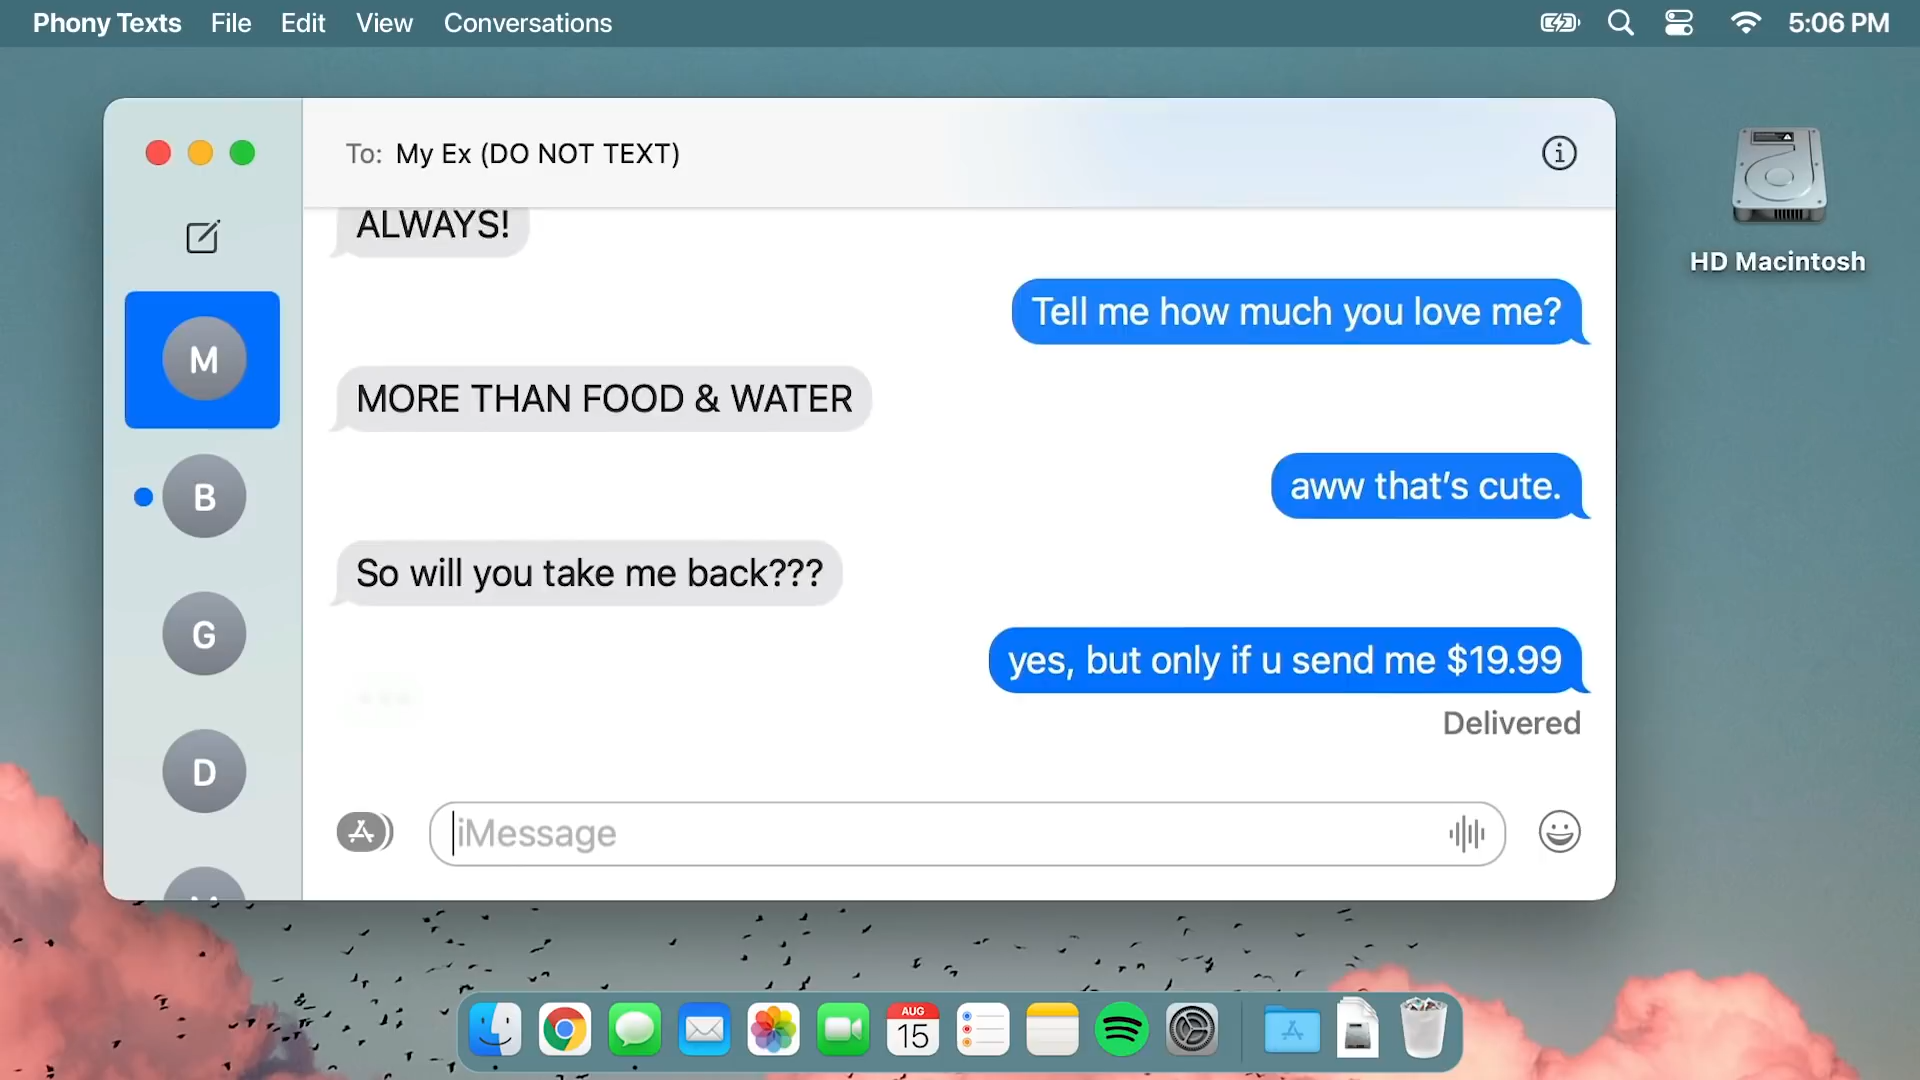 Phony Texts File Edit View Conversations 5:06 PM
To: My Ex (DO NOT TEXT)
HD Macintosh
ALWAYS!
Tell me how much you love me?
M
MORE THAN FOOD & WATER
aww that's cute.
B
So will you take me back???
G
yes, but only if u send me $19.99
Delivered
D
iMessage
AUG
15